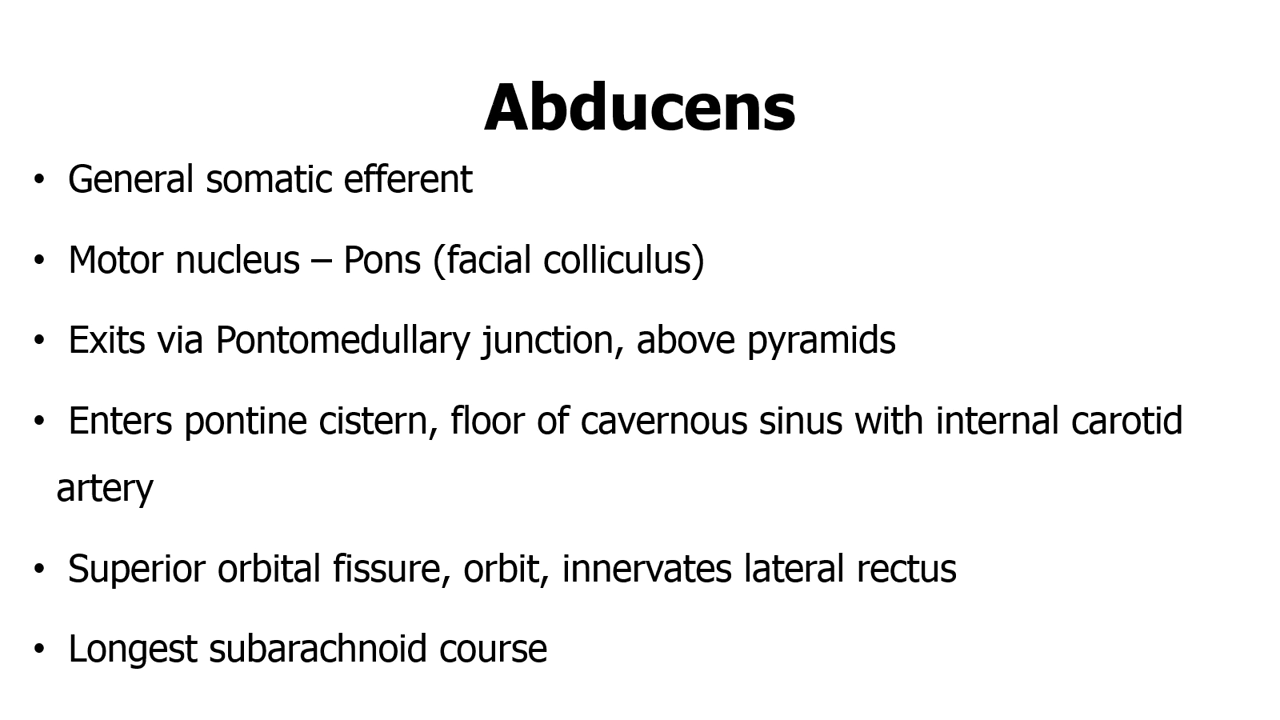 Abducens
• General somatic efferent
• Motor nucleus – Pons (facial colliculus)
• Exits via Pontomedullary junction, above pyramids
• Enters pontine cistern, floor of cavernous sinus with internal carotid
artery
• Superior orbital fissure, orbit, innervates lateral rectus
• Longest subarachnoid course